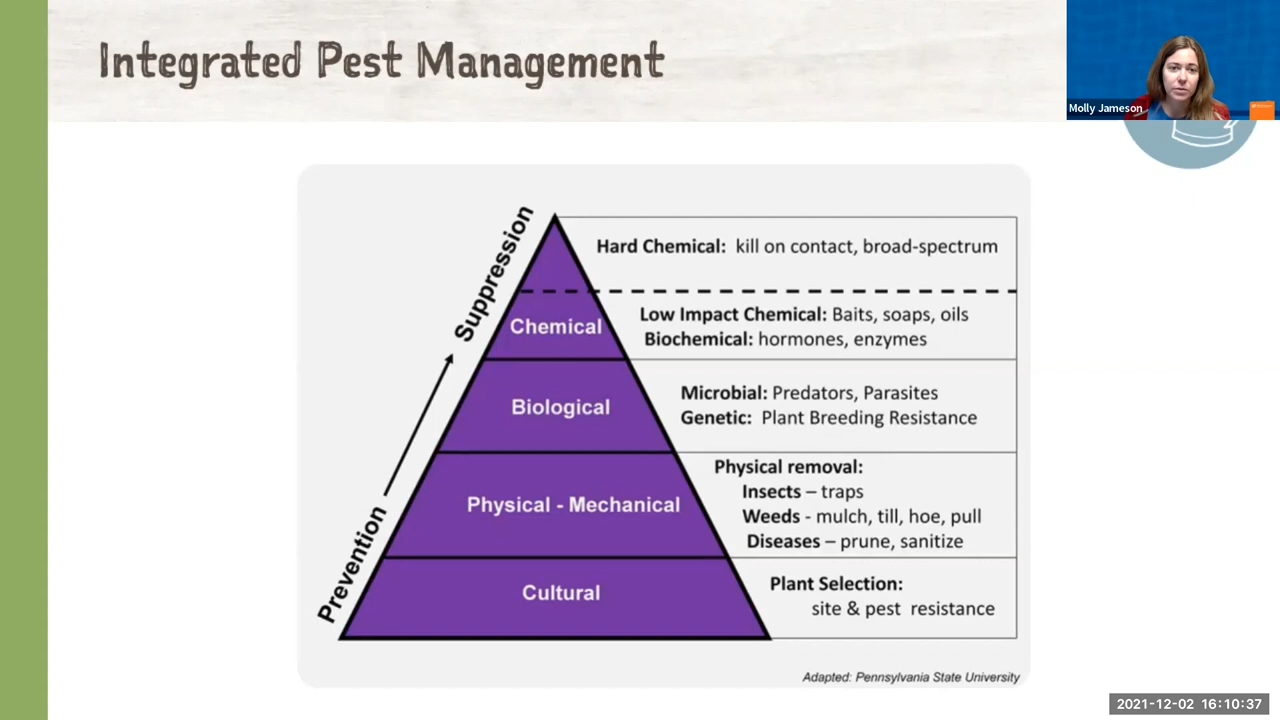 Integrated Pest Management
Molly Jameson
Suppression
Prevention
Hard Chemical: kill on contact, broad-spectrum
Chemical
Low Impact Chemical: Baits, soaps, oils
Biochemical: hormones, enzymes
Biological
Microbial: Predators, Parasites
Genetic: Plant Breeding Resistance
Physical - Mechanical
Physical removal:
Insects – traps
Weeds - mulch, till, hoe, pull
Diseases – prune, sanitize
Cultural
Plant Selection:
site & pest resistance
Adapted: Pennsylvania State University
2021-12-02 16:10:37